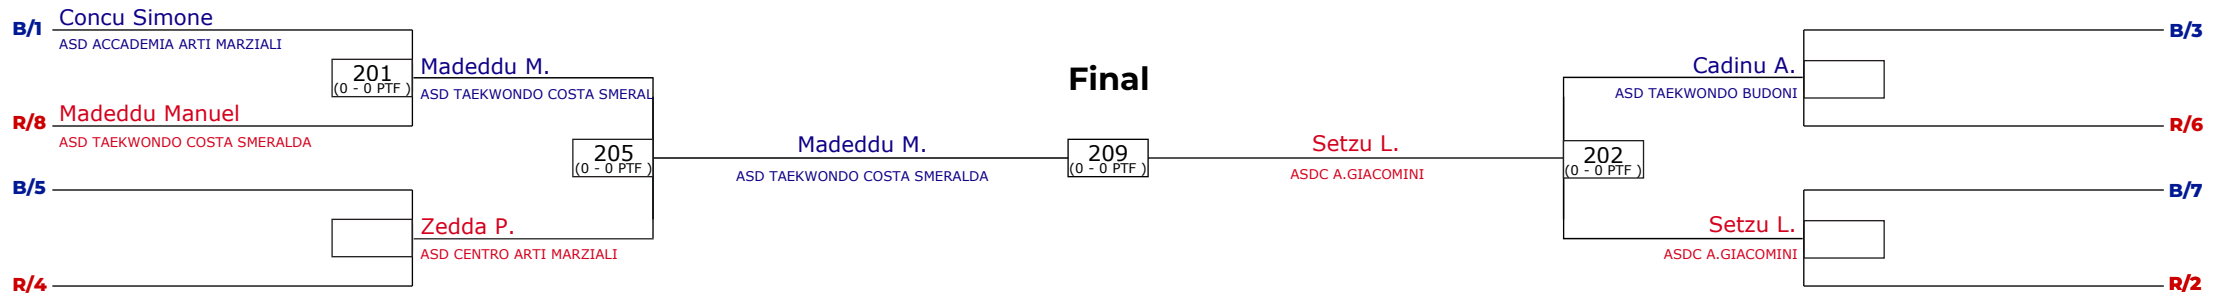 B/1
Concu Simone
ASD ACCADEMIA ARTI MARZIALI
201
(0 - 0 PTF )
Madeddu M.
ASD TAEKWONDO COSTA SMERAL
R/8
Madeddu Manuel
ASD TAEKWONDO COSTA SMERALDA
205
(0 - 0 PTF )
B/5
Zedda P.
ASD CENTRO ARTI MARZIALI
R/4
Final
Madeddu M.
ASD TAEKWONDO COSTA SMERALDA
209
(0 - 0 PTF )
Setzu L.
ASDC A.GIACOMINI
B/3
Cadinu A.
ASD TAEKWONDO BUDONI
R/6
202
(0 - 0 PTF )
B/7
Setzu L.
ASDC A.GIACOMINI
R/2